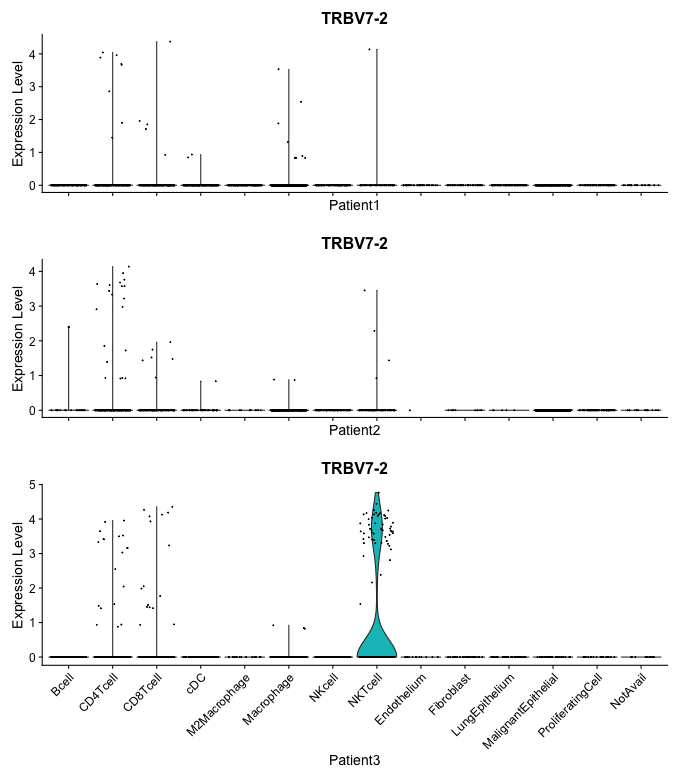 TRBV7-2
Expression Level
4
3
2
1
0
Patient1
TRBV7-2
Expression Level
4
3
2
1
0
Patient2
TRBV7-2
Expression Level
5
4
3
2
1
0
Bcell
CD4Tcell
CD8Tcell
cDC
M2Macrophage
Macrophage
NKcell
NKTcell
Endothelium
Fibroblast
LungEpithelium
MalignantEpithelial
ProliferatingCell
NotAvail
Patient3